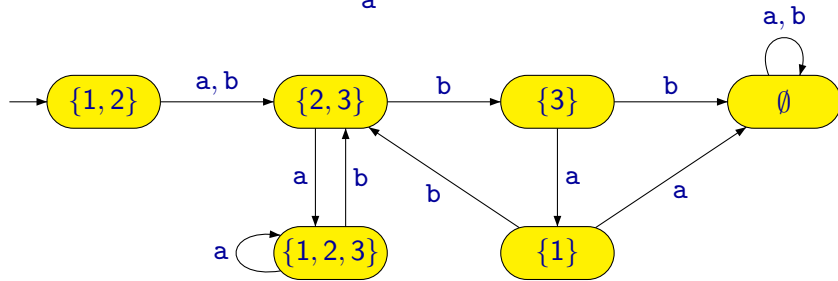 a
a, b
{1, 2} a, b {2, 3} b {3} b ∅
a b b a a
a {1, 2, 3} {1}